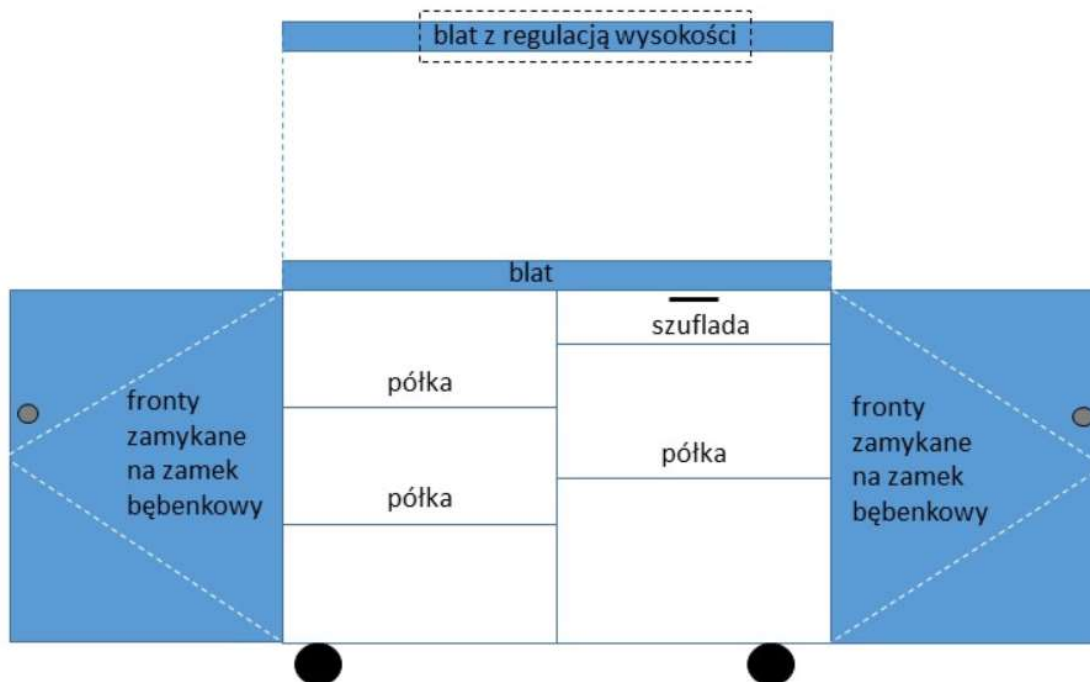 blat z regulacją wysokości
blat
szuflada
półka
fronty
zamykane
na zamek
bębenkowy
półka
półka
fronty
zamykane
na zamek
bębenkowy